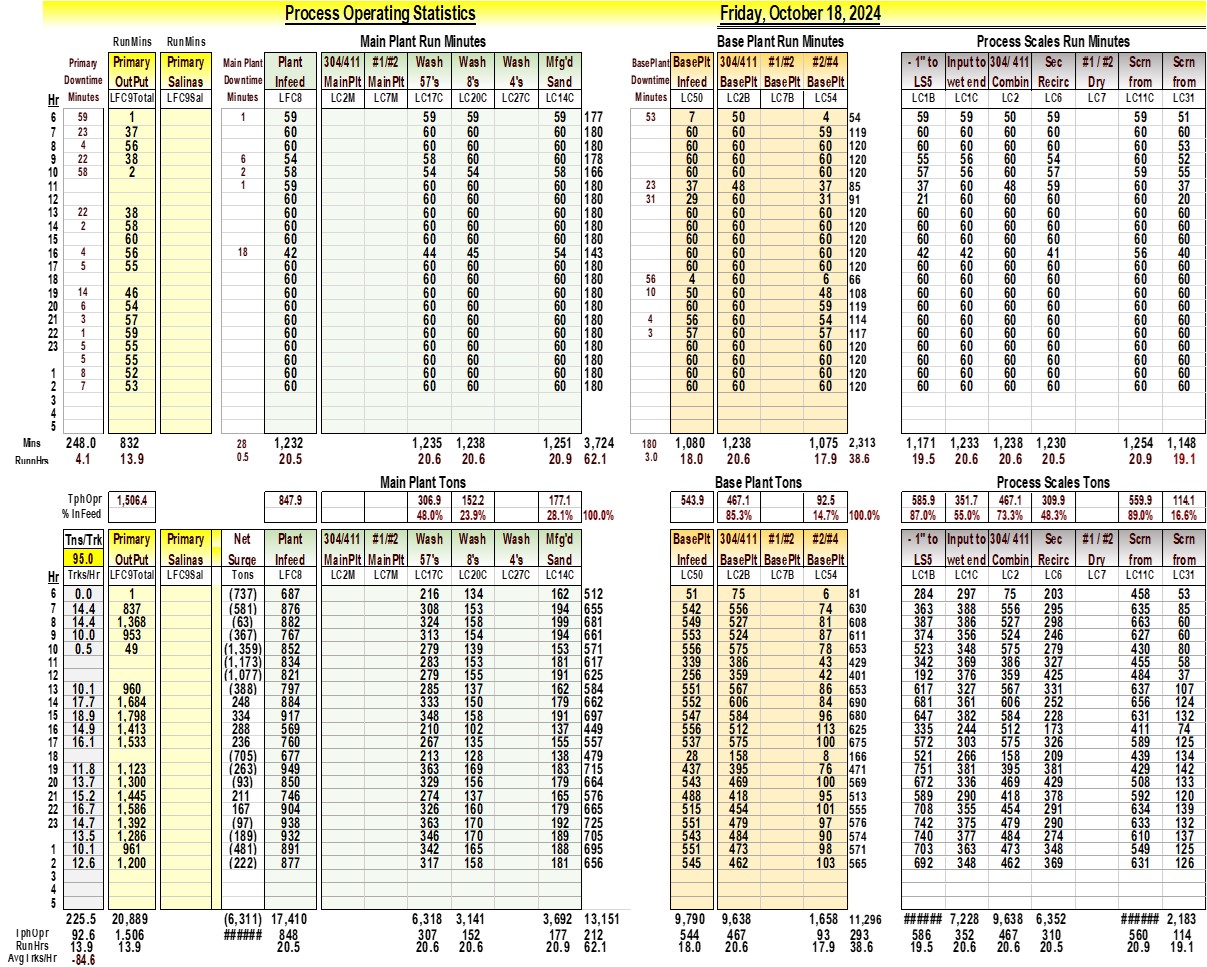 Process Operating Statistics Friday, October 18, 2024
RunMins RunMins Main Plant Run Minutes Base Plant Run Minutes Process Scales Run Minutes
Primary Primary Primary Main Plant Plant 304/411 #1/#2 Wash Wash Wash Mfg'd BasePlant BasePlt 304/411 #1/#2 #2/#4 - 1" to Input to 304/ 411 Sec #1 / #2 Scrn Scrn
Downtime OutPut Salinas Downtime Infeed MainPlt MainPlt 57's 8's 4's Sand Downtime Infeed BasePlt BasePlt BasePlt LS5 wet end Combin Recirc Dry from from
Hr Minutes LFC9Total LFC9Sal Minutes LFC8 LC2M LC7M LC17C LC20C LC27C LC14C Minutes LC50 LC2B LC7B LC54 LC1B LC1C LC2 LC6 LC7 LC11C LC31
6 59 1 1 59 59 59 59 177 53 7 50 4 54 59 59 50 59 59 51
7 23 37 60 60 60 60 180 60 60 59 119 60 60 60 60 60 60
8 4 56 60 60 60 60 180 60 60 60 120 60 60 60 60 60 53
9 22 38 6 54 58 60 60 178 60 60 60 120 55 56 60 54 60 52
10 58 2 2 58 54 54 58 166 60 60 60 120 57 56 60 57 59 55
11 1 59 60 60 60 180 23 37 48 37 85 37 60 48 59 60 37
12 60 60 60 60 180 31 29 60 31 91 21 60 60 60 60 20
13 22 38 60 60 60 60 180 60 60 60 120 60 60 60 60 60 60
14 2 58 60 60 60 60 180 60 60 60 120 60 60 60 60 60 60
15 60 60 60 60 60 180 60 60 60 120 60 60 60 60 60 60
16 4 56 18 42 44 45 54 143 60 60 60 120 42 42 60 41 56 40
17 5 55 60 60 60 60 180 60 60 60 120 60 60 60 60 60 60
18 60 60 60 60 180 56 4 60 6 66 60 60 60 60 60 60
19 14 46 60 60 60 60 180 10 50 60 48 108 60 60 60 60 60 60
20 6 54 60 60 60 60 180 60 60 59 119 60 60 60 60 60 60
21 3 57 60 60 60 60 180 4 56 60 54 114 60 60 60 60 60 60
22 1 59 60 60 60 60 180 3 57 60 57 117 60 60 60 60 60 60
23 5 55 60 60 60 60 180 60 60 60 120 60 60 60 60 60 60
5 55 60 60 60 60 180 60 60 60 120 60 60 60 60 60 60
1 8 52 60 60 60 60 180 60 60 60 120 60 60 60 60 60 60
2 7 53 60 60 60 60 180 60 60 60 120 60 60 60 60 60 60
3
4
5
Mins 248.0 832 28 1,232 1,235 1,238 1,251 3,724 180 1,080 1,238 1,075 2,313 1,171 1,233 1,238 1,230 1,254 1,148
RunnHrs 4.1 13.9 0.5 20.5 20.6 20.6 20.9 62.1 3.0 18.0 20.6 17.9 38.6 19.5 20.6 20.6 20.5 20.9 19.1
Main Plant Tons Base Plant Tons Process Scales Tons
TphOpr 1,506.4 847.9 306.9 152.2 177.1 543.9 467.1 92.5 585.9 351.7 467.1 309.9 559.9 114.1
% InFeed 48.0% 23.9% 28.1% 100.0% 85.3% 14.7% 100.0% 87.0% 55.0% 73.3% 48.3% 89.0% 16.6%
Tns/Trk Primary Primary Net Plant 304/411 #1/#2 Wash Wash Wash Mfg'd BasePlt 304/411 #1/#2 #2/#4 - 1" to Input to 304/ 411 Sec #1 / #2 Scrn Scrn
95.0 OutPut Salinas Surge Infeed MainPlt MainPlt 57's 8's 4's Sand Infeed BasePlt BasePlt BasePlt LS5 wet end Combin Recirc Dry from from
Hr Trks/Hr LFC9Total LFC9Sal Tons LFC8 LC2M LC7M LC17C LC20C LC27C LC14C LC50 LC2B LC7B LC54 LC1B LC1C LC2 LC6 LC7 LC11C LC31
6 0.0 1 (737) 687 216 134 162 512 51 75 6 81 284 297 75 203 458 53
7 14.4 837 (581) 876 308 153 194 655 542 556 74 630 363 388 556 295 635 85
8 14.4 1,368 (63) 882 324 158 199 681 549 527 81 608 387 386 527 298 663 60
9 10.0 953 (367) 767 313 154 194 661 553 524 87 611 374 356 524 246 627 60
10 0.5 49 (1,359) 852 279 139 153 571 556 575 78 653 523 348 575 279 430 80
11 (1,173) 834 283 153 181 617 339 386 43 429 342 369 386 327 455 58
12 (1,077) 821 279 155 191 625 256 359 42 401 192 376 359 425 484 37
13 10.1 960 (388) 797 285 137 162 584 551 567 86 653 617 327 567 331 637 107
14 17.7 1,684 248 884 333 150 179 662 552 606 84 690 681 361 606 252 656 124
15 18.9 1,798 334 917 348 158 191 697 547 584 96 680 647 382 584 228 631 132
16 14.9 1,413 288 569 210 102 137 449 556 512 113 625 335 244 512 173 411 74
17 16.1 1,533 236 760 267 135 155 557 537 575 100 675 572 303 575 326 589 125
18 (705) 677 213 128 138 479 28 158 8 166 521 266 158 209 439 134
19 11.8 1,123 (263) 949 363 169 183 715 437 395 76 471 751 381 395 381 429 142
20 13.7 1,300 (93) 850 329 156 179 664 543 469 100 569 672 336 469 429 508 133
21 15.2 1,445 211 746 274 137 165 576 488 418 95 513 589 290 418 378 592 120
22 16.7 1,586 167 904 326 160 179 665 515 454 101 555 708 355 454 291 634 139
23 14.7 1,392 (97) 938 363 170 192 725 551 479 97 576 742 375 479 290 633 132
13.5 1,286 (189) 932 346 170 189 705 543 484 90 574 740 377 484 274 610 137
1 10.1 961 (481) 891 342 165 188 695 551 473 98 571 703 363 473 348 549 125
2 12.6 1,200 (222) 877 317 158 181 656 545 462 103 565 692 348 462 369 631 126
3
4
5
225.5 20,889 (6,311) 17,410 6,318 3,141 3,692 13,151 9,790 9,638 1,658 11,296 ###### 7,228 9,638 6,352 ###### 2,183
TphOpr 92.6 1,506 ###### 848 307 152 177 212 544 467 93 293 586 352 467 310 560 114
RunHrs 13.9 13.9 20.5 20.6 20.6 20.9 62.1 18.0 20.6 17.9 38.6 19.5 20.6 20.6 20.5 20.9 19.1
AvgTrks/Hr -84.6